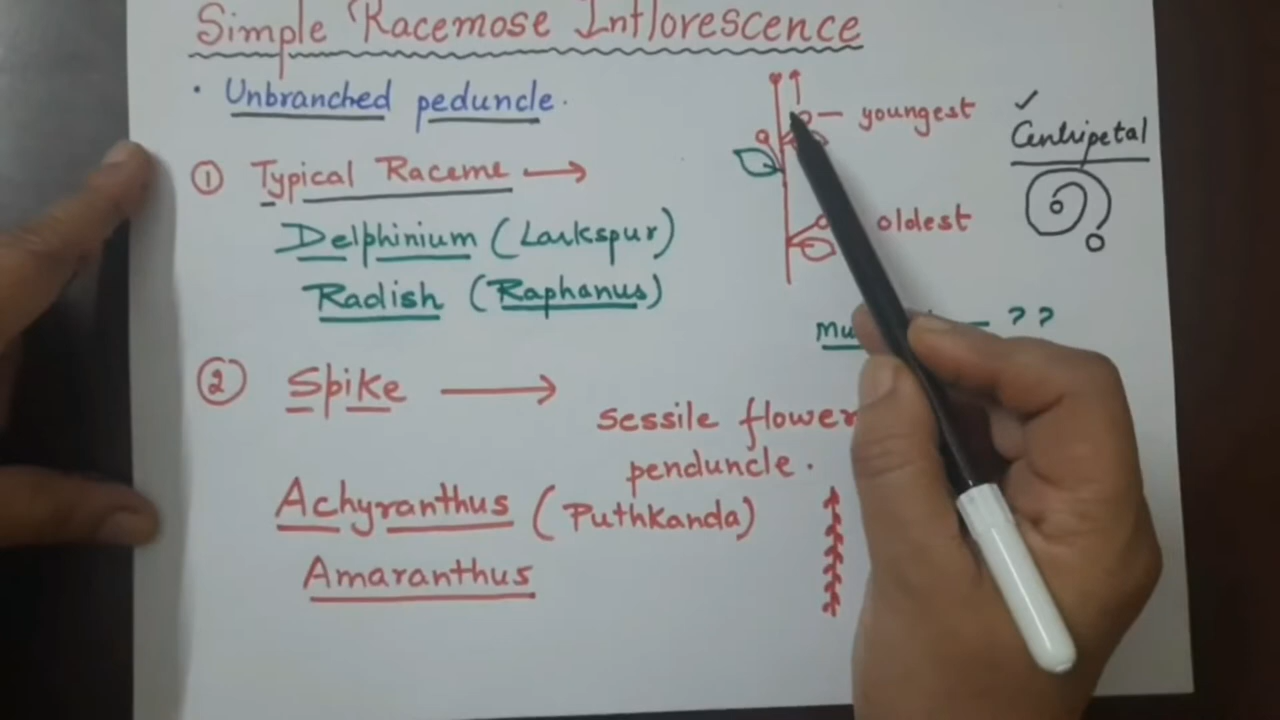 Simple Racemose Inflorescence
• Unbranched peduncle.
① Typical Raceme →
Delphinium (Larkspur)
Radish (Raphanus)
youngest
oldest
Centripetal
? ?
② Spike →
Sessile flower
penduncle.
Achyranthus (Puthkanda)
Amaranthus